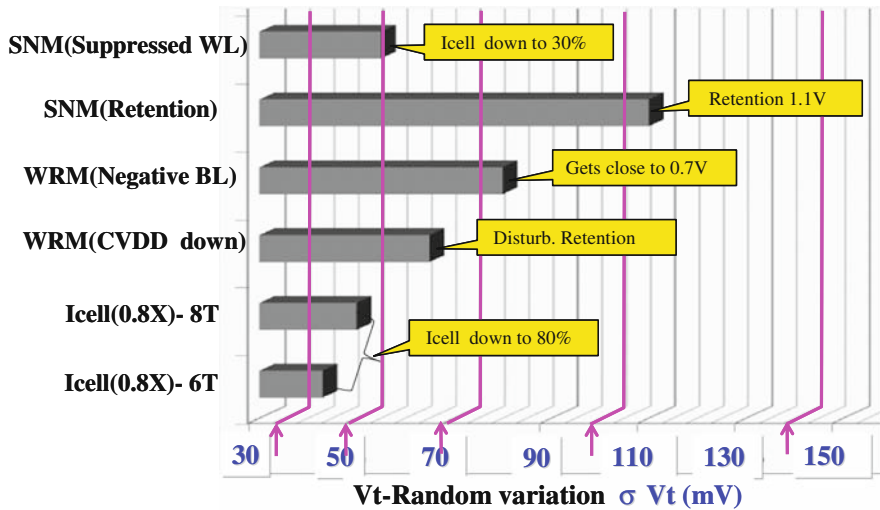 SNM(Suppressed WL)
Icell down to 30%
SNM(Retention)
Retention 1.1V
WRM(Negative BL)
Gets close to 0.7V
WRM(CVDD down)
Disturb. Retention
Icell(0.8X)- 8T
Icell down to 80%
Icell(0.8X)- 6T
30 50 70 90 110 130 150
Vt-Random variation σ Vt (mV)